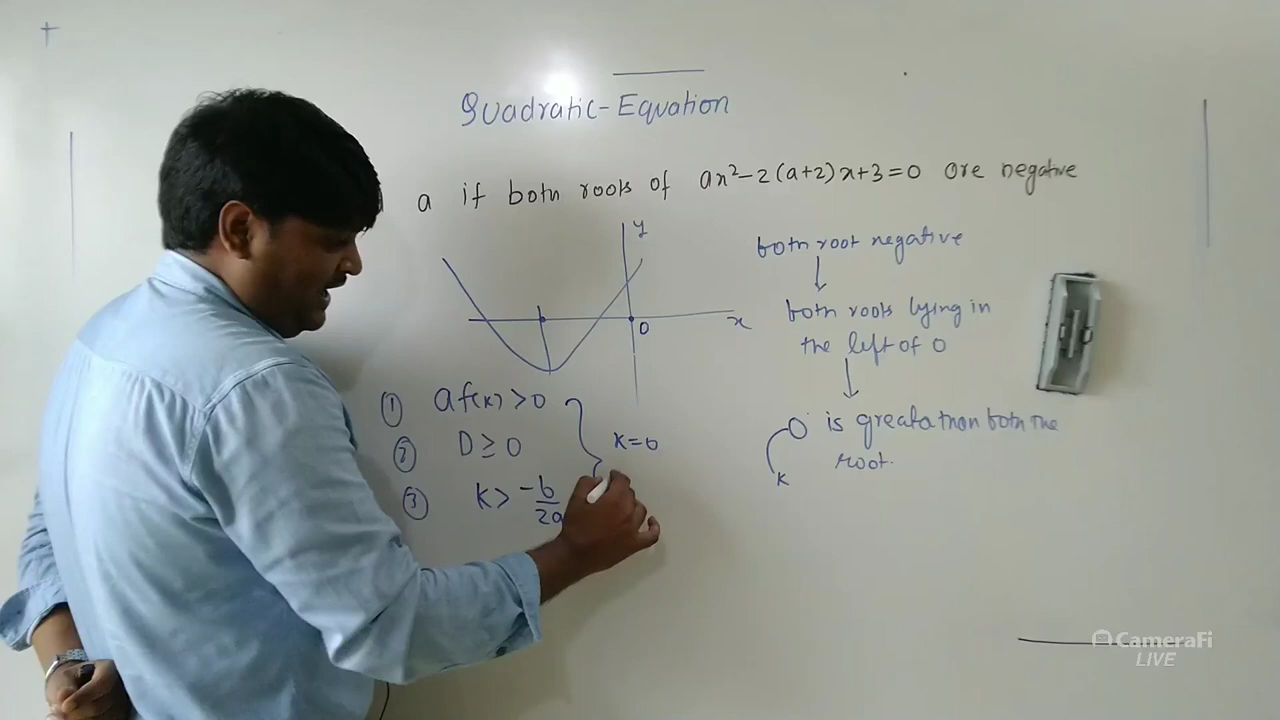 Quadratic-Equation
a if both roots of ax²-2(a+2)x+3=0 are negative
y
both root negative
x
0
both roots lying in
the left of 0
① af(k)>0
② D≥0
k=0
③ k> -b/2a
0 is greater than both the
root.
k
CameraFi
LIVE